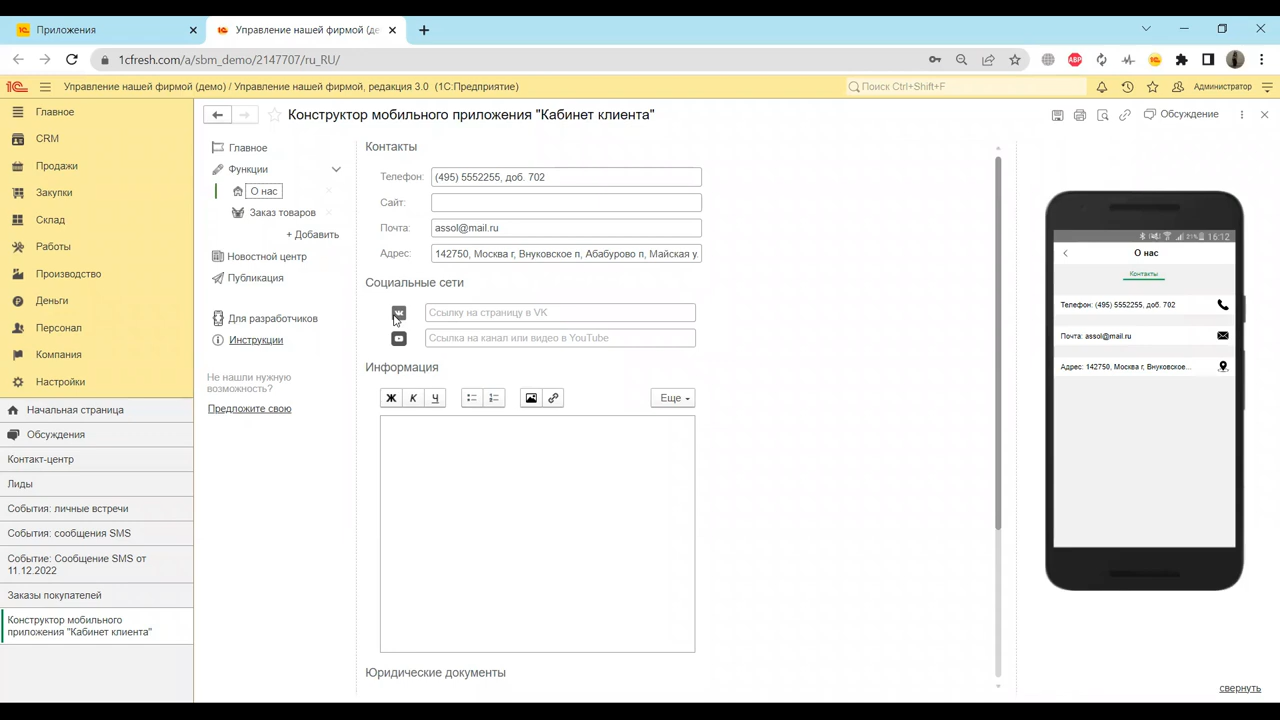 Приложения
Управление нашей фирмой (де
1cfresh.com/a/sbm_demo/2147707/ru_RU/
ABP
1С
Управление нашей фирмой (демо) / Управление нашей фирмой, редакция 3.0 (1С:Предприятие)
Поиск Ctrl+Shift+F
Администратор
Главное
CRM
Продажи
Закупки
Склад
Работы
Производство
Деньги
Персонал
Компания
Настройки
Начальная страница
Обсуждения
Контакт-центр
Лиды
События: личные встречи
События: сообщения SMS
Событие: Сообщение SMS от
11.12.2022
Заказы покупателей
Конструктор мобильного
приложения "Кабинет клиента"
Конструктор мобильного приложения "Кабинет клиента"
Обсуждение
Главное
Функции
О нас
Заказ товаров
+ Добавить
Новостной центр
Публикация
Для разработчиков
Инструкции
Не нашли нужную
возможность?
Предложите свою
Контакты
Телефон: (495) 5552255, доб. 702
Сайт:
Почта: assol@mail.ru
Адрес: 142750, Москва г, Внуковское п, Абабурово п, Майская у.
Социальные сети
Ссылку на страницу в VK
Ссылка на канал или видео в YouTube
Информация
Ж К Ч
Еще
Юридические документы
21% 16:12
О нас
Контакты
Телефон: (495) 5552255, доб. 702
Почта: assol@mail.ru
Адрес: 142750, Москва г, Внуковское...
свернуть